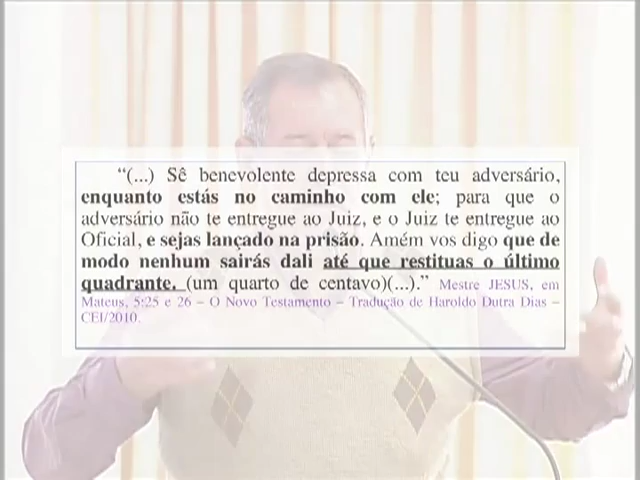 “(...) Sê benevolente depressa com teu adversário,
enquanto estás no caminho com ele; para que o
adversário não te entregue ao Juiz, e o Juiz te entregue ao
Oficial, e sejas lançado na prisão. Amém vos digo que de
modo nenhum sairás dali até que restituas o último
quadrante. (um quarto de centavo)(...).” Mestre JESUS, em
Mateus, 5:25 e 26 – O Novo Testamento – Tradução de Haroldo Dutra Dias –
CEI/2010.